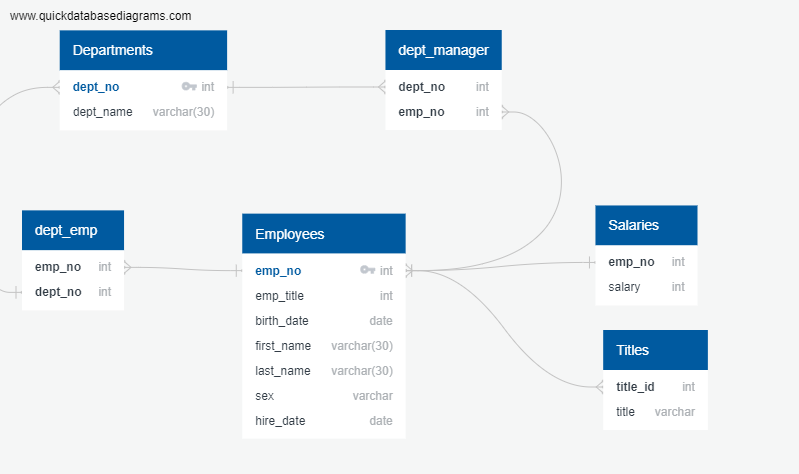 www.quickdatabasediagrams.com
Departments
dept_no int
dept_name varchar(30)
dept_manager
dept_no int
emp_no int
dept_emp
emp_no int
dept_no int
Employees
emp_no int
emp_title int
birth_date date
first_name varchar(30)
last_name varchar(30)
sex varchar
hire_date date
Salaries
emp_no int
salary int
Titles
title_id int
title varchar